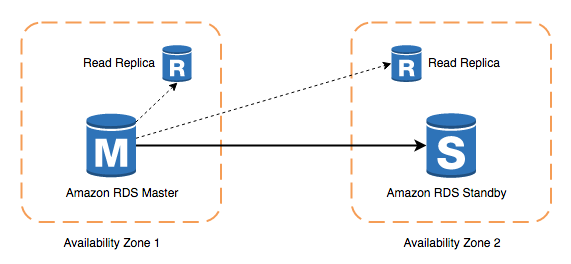 Read Replica
R
R
Read Replica
M
S
Amazon RDS Master
Amazon RDS Standby
Availability Zone 1
Availability Zone 2